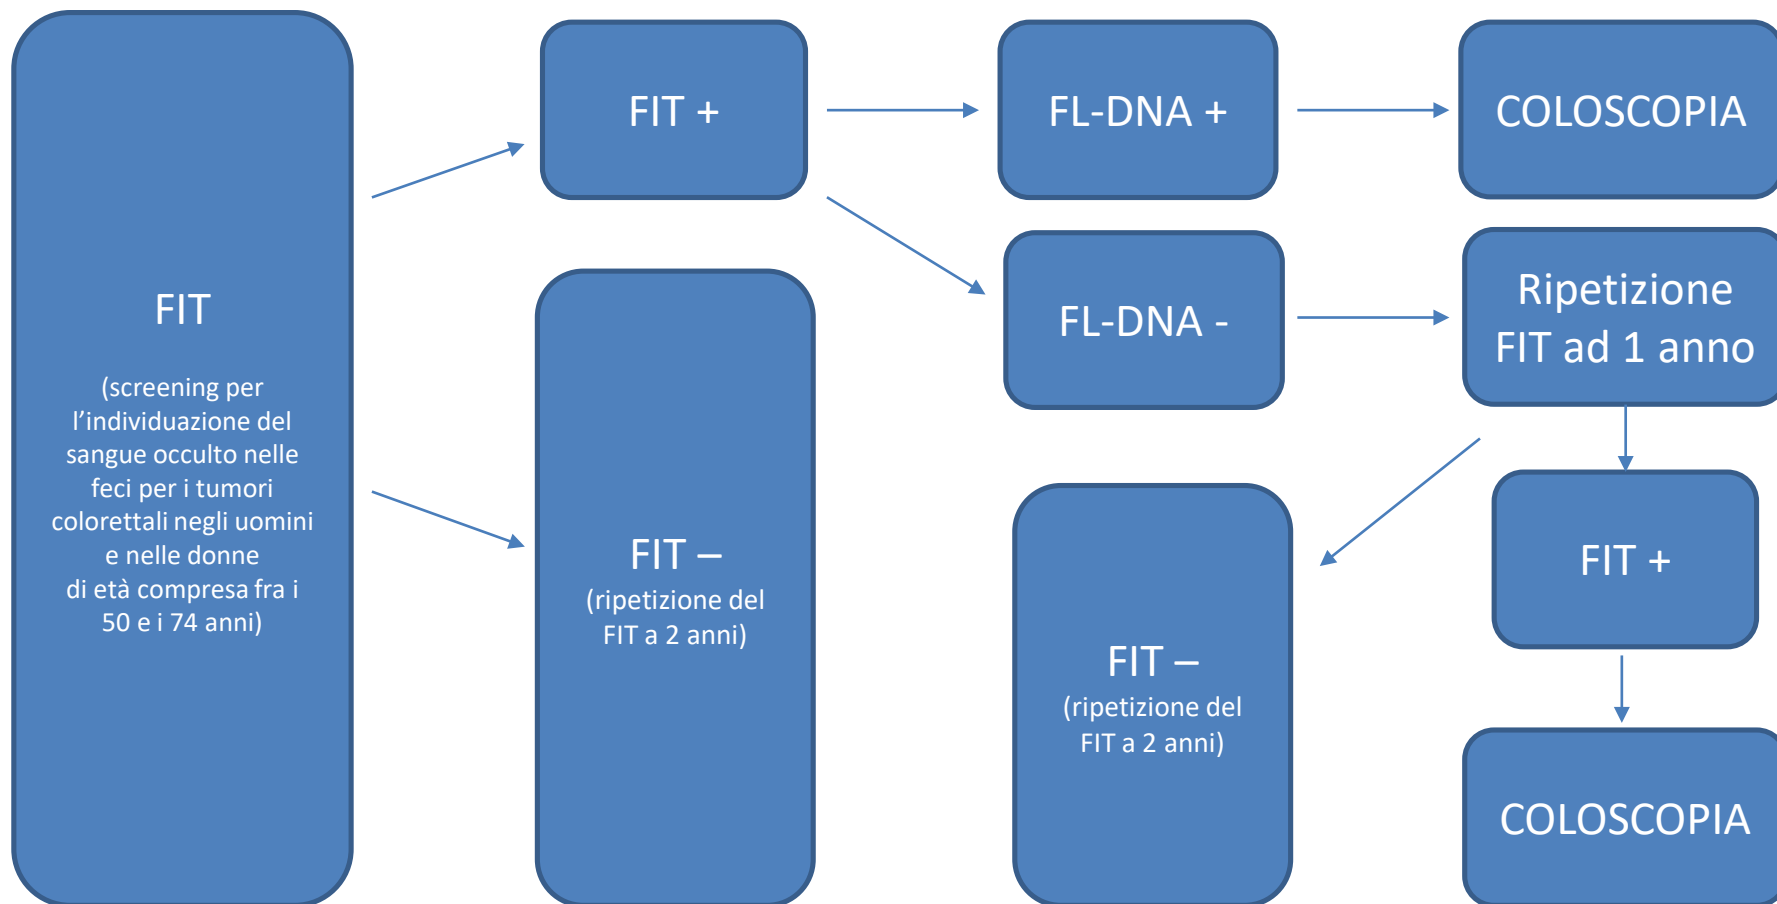 FIT
(screening per
l’individuazione del
sangue occulto nelle
feci per i tumori
colorettali negli uomini
e nelle donne
di età compresa fra i
50 e i 74 anni)
FIT +
FL-DNA +
COLOSCOPIA
FIT –
(ripetizione del
FIT a 2 anni)
FL-DNA -
Ripetizione
FIT ad 1 anno
FIT –
(ripetizione del
FIT a 2 anni)
FIT +
COLOSCOPIA